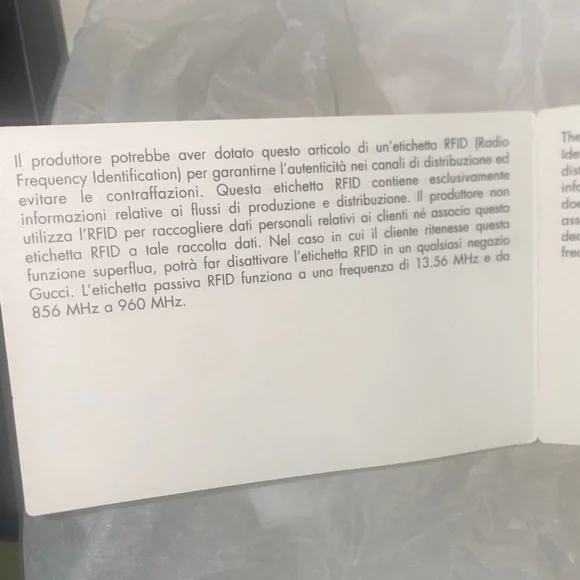 Il produttore potrebbe aver dotato questo articolo di un'etichetta RFID (Radio
Frequency Identification) per garantirne l'autenticità nei canali di distribuzione ed
evitare le contraffazioni. Questa etichetta RFID contiene esclusivamente
informazioni relative ai flussi di produzione e distribuzione. Il produttore non
utilizza l'RFID per raccogliere dati personali relativi ai clienti né associa questa
etichetta RFID a tale raccolta dati. Nel caso in cui il cliente ritenesse questa
funzione superflua, potrà far disattivare l'etichetta RFID in un qualsiasi negozio
Gucci. L'etichetta passiva RFID funziona a una frequenza di 13.56 MHz e da
856 MHz a 960 MHz.
The